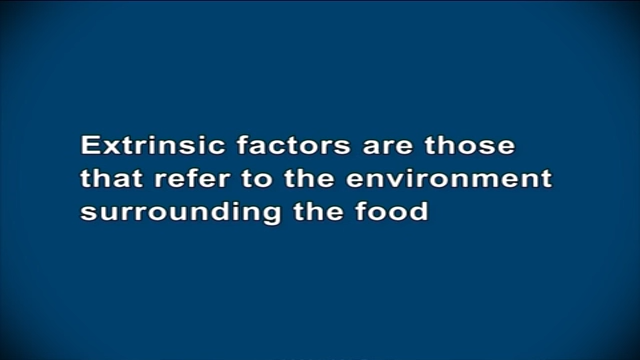 Extrinsic factors are those
that refer to the environment
surrounding the food